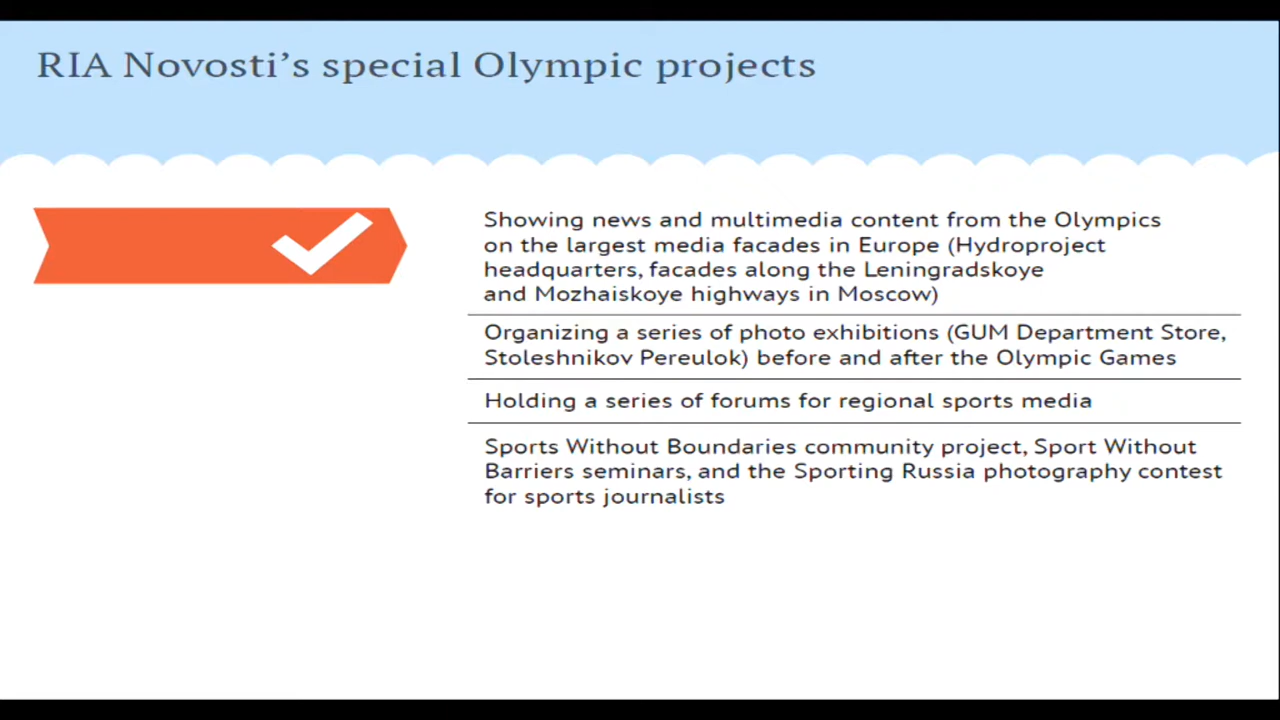 RIA Novosti’s special Olympic projects
Showing news and multimedia content from the Olympics
on the largest media facades in Europe (Hydroproject
headquarters, facades along the Leningradskoye
and Mozhaiskoye highways in Moscow)
Organizing a series of photo exhibitions (GUM Department Store,
Stoleshnikov Pereulok) before and after the Olympic Games
Holding a series of forums for regional sports media
Sports Without Boundaries community project, Sport Without
Barriers seminars, and the Sporting Russia photography contest
for sports journalists